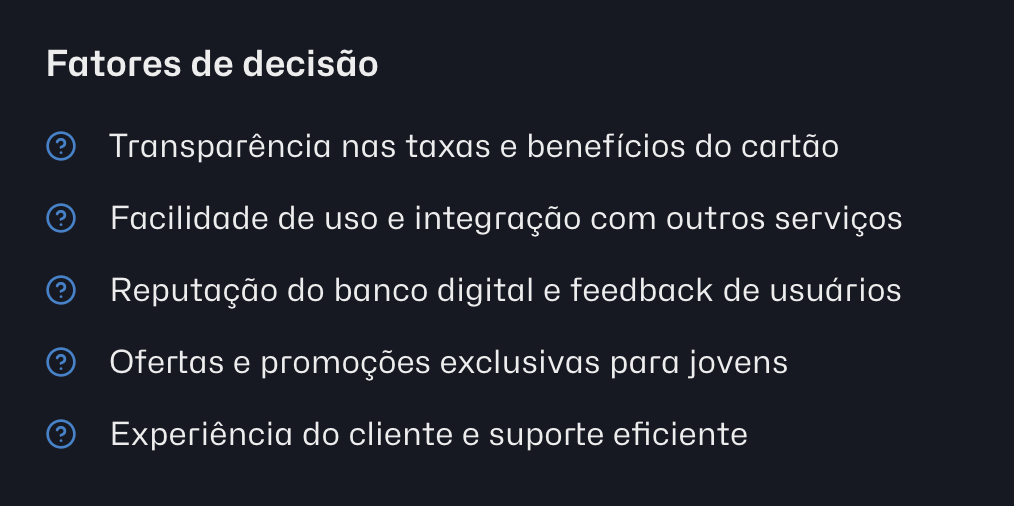 Fatores de decisão
Transparência nas taxas e benefícios do cartão
Facilidade de uso e integração com outros serviços
Reputação do banco digital e feedback de usuários
Ofertas e promoções exclusivas para jovens
Experiência do cliente e suporte eficiente